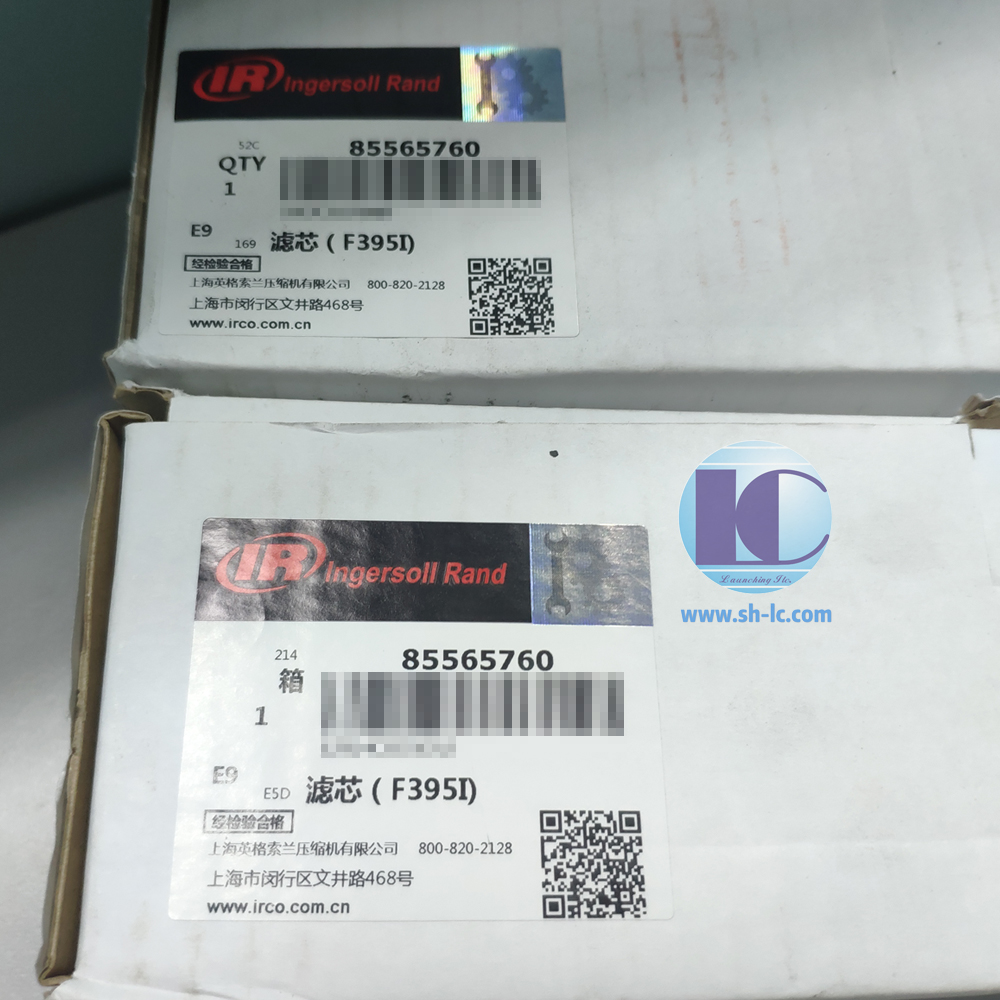 IR Ingersoll Rand
52C
85565760
QTY
1
E9
169 滤芯 ( F395I)
经检验合格
上海英格索兰压缩机有限公司 800-820-2128
上海市闵行区文井路468号
www.irco.com.cn
LC
Launching
www.sh-lc.com
IR Ingersoll Rand
214
85565760
箱
1
E9
E5D 滤芯 ( F395I)
经检验合格
上海英格索兰压缩机有限公司 800-820-2128
上海市闵行区文井路468号
www.irco.com.cn